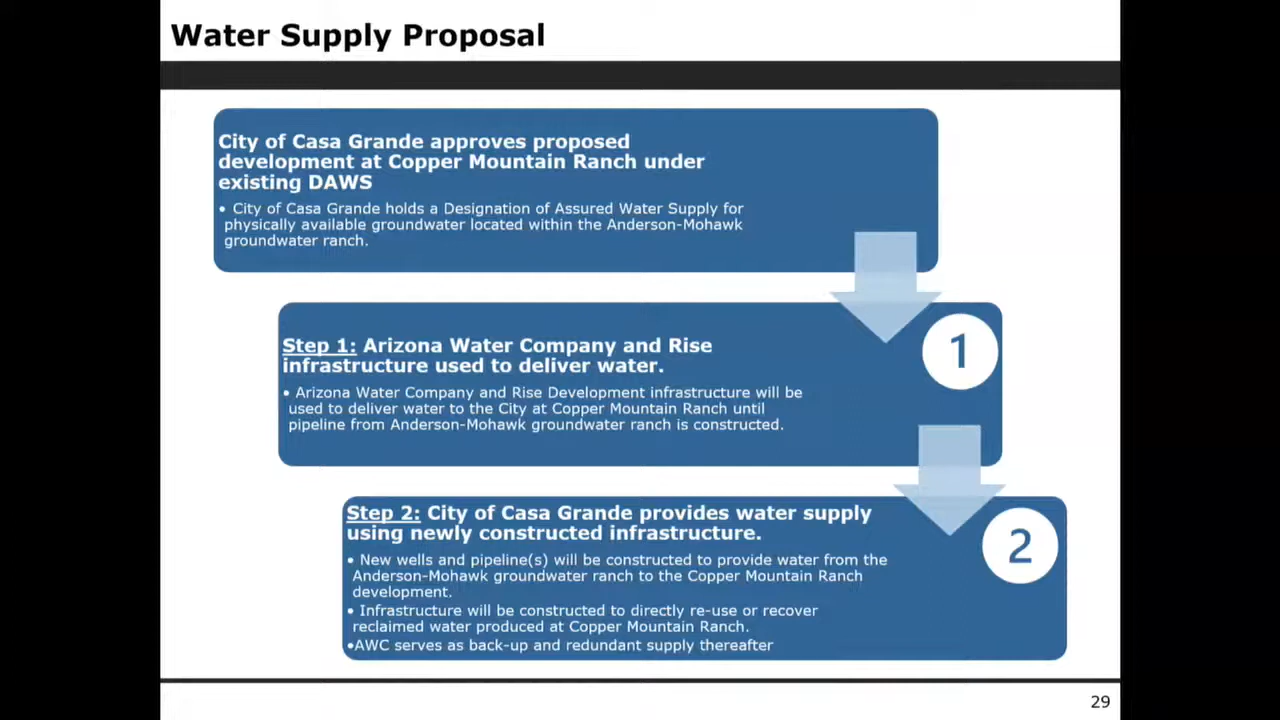 Water Supply Proposal
City of Casa Grande approves proposed
development at Copper Mountain Ranch under
existing DAWS
• City of Casa Grande holds a Designation of Assured Water Supply for
physically available groundwater located within the Anderson-Mohawk
groundwater ranch.
Step 1: Arizona Water Company and Rise
infrastructure used to deliver water.
• Arizona Water Company and Rise Development infrastructure will be
used to deliver water to the City at Copper Mountain Ranch until
pipeline from Anderson-Mohawk groundwater ranch is constructed.
1
Step 2: City of Casa Grande provides water supply
using newly constructed infrastructure.
• New wells and pipeline(s) will be constructed to provide water from the
Anderson-Mohawk groundwater ranch to the Copper Mountain Ranch
development.
• Infrastructure will be constructed to directly re-use or recover
reclaimed water produced at Copper Mountain Ranch.
•AWC serves as back-up and redundant supply thereafter
2
29